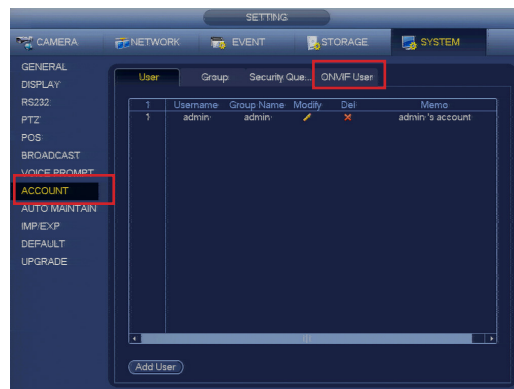 SETTING
CAMERA NETWORK EVENT STORAGE SYSTEM
GENERAL
DISPLAY
RS232
PTZ
POS
BROADCAST
VOICE PROMPT
ACCOUNT
AUTO MAINTAIN
IMP/EXP
DEFAULT
UPGRADE
User Group Security Que... ONVIF User
1 Username Group Name Modify Del Memo
1 admin admin admin 's account
Add User